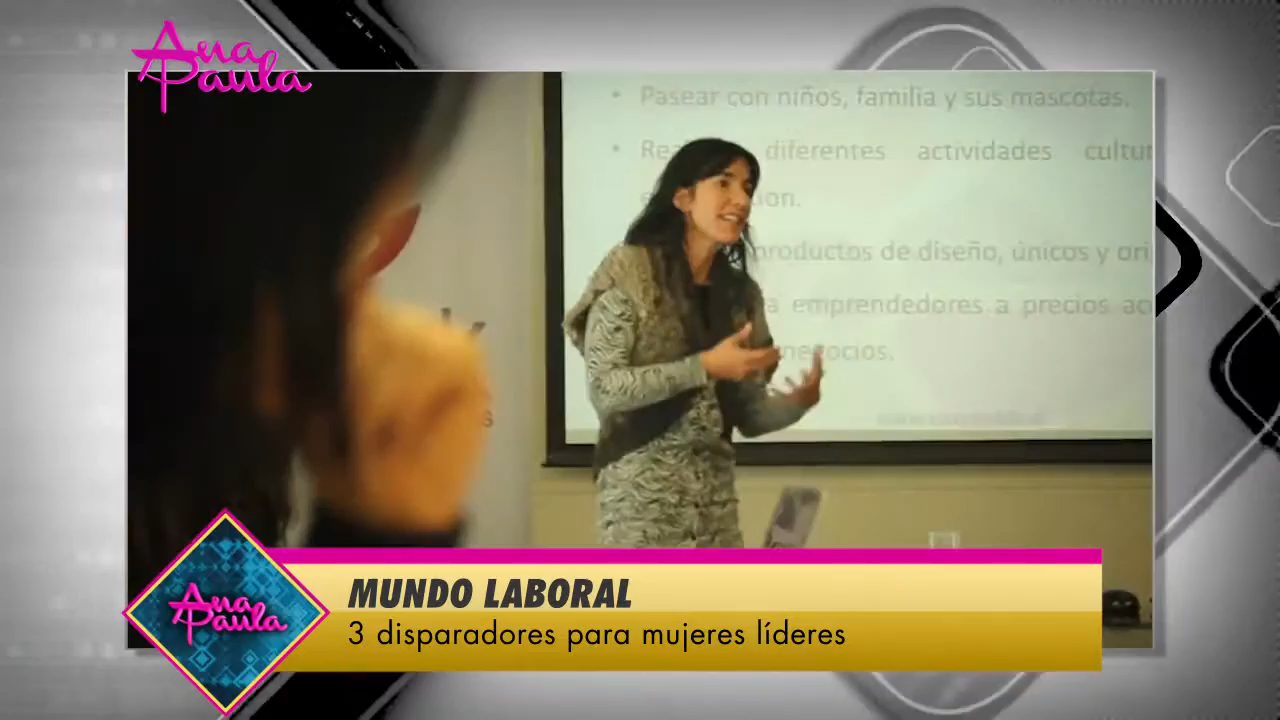 Ana
Paula
• Pasear con niños, familia y sus mascotas.
• diferentes actividades
productos de diseño, únicos y
emprendedores a precios
negocios.
s
Ana
Paula
MUNDO LABORAL
3 disparadores para mujeres líderes